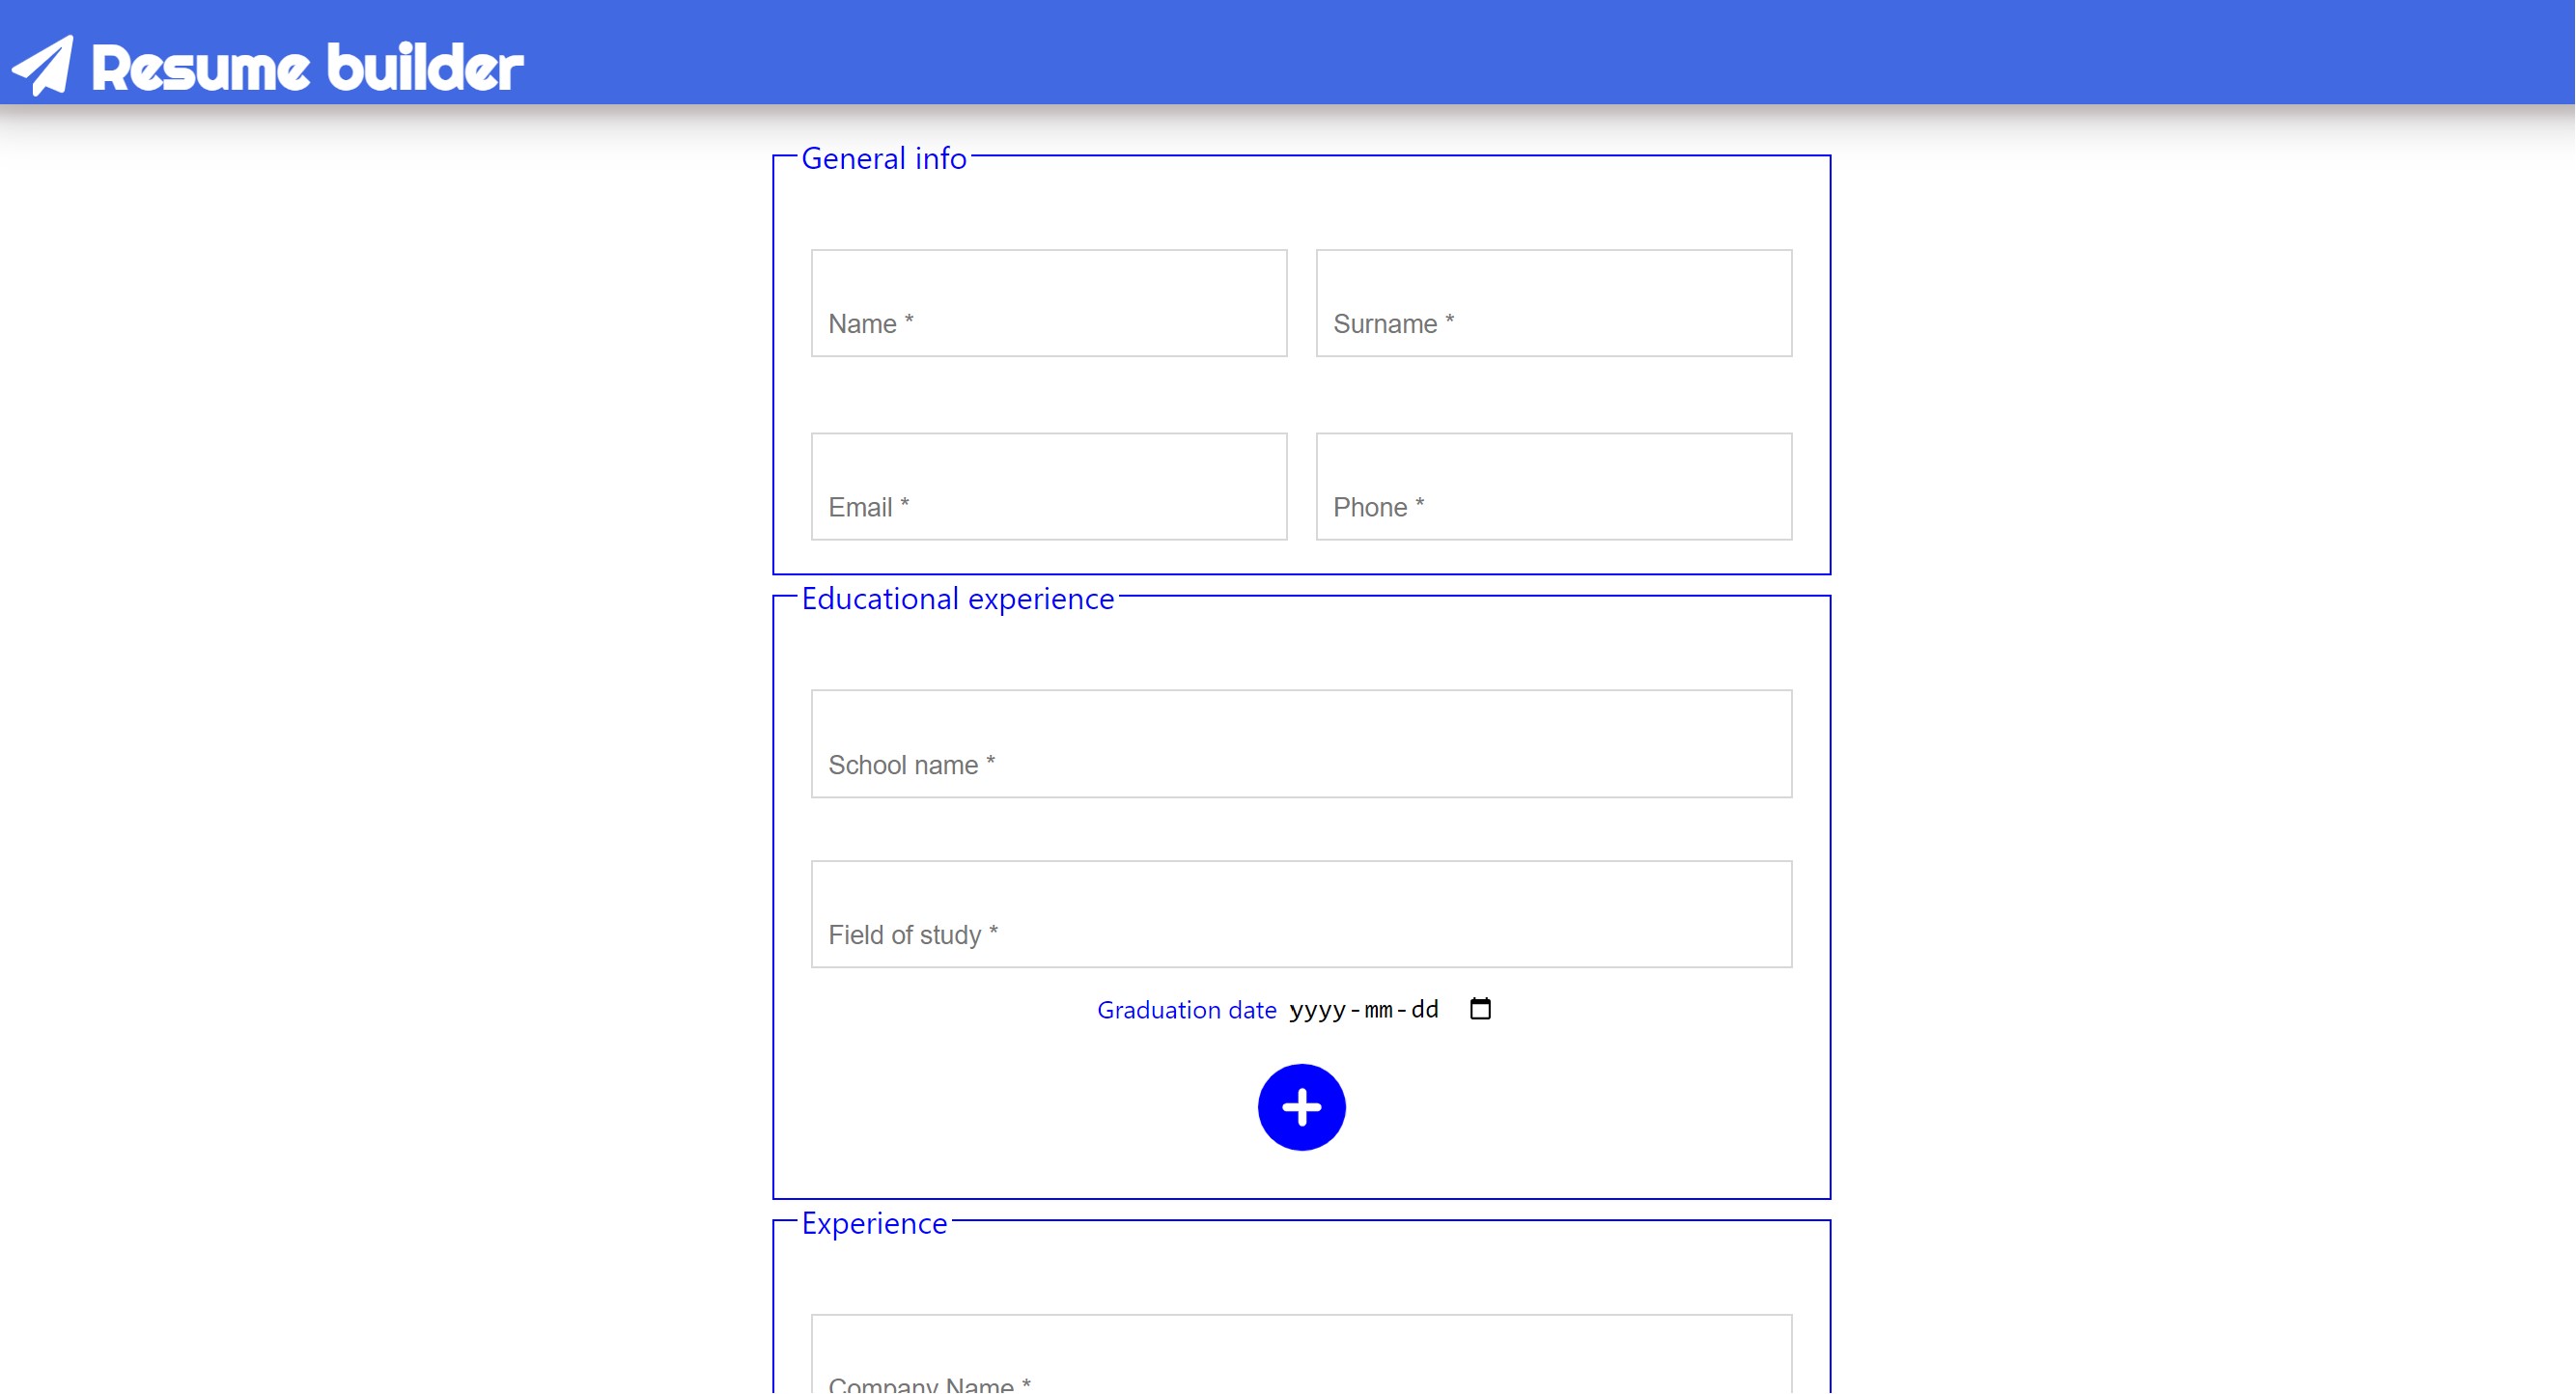 Resume builder
General info
Name * Surname *
Email * Phone *
Educational experience
School name *
Field of study *
Graduation date yyyy-mm-dd
Experience
Company Name *